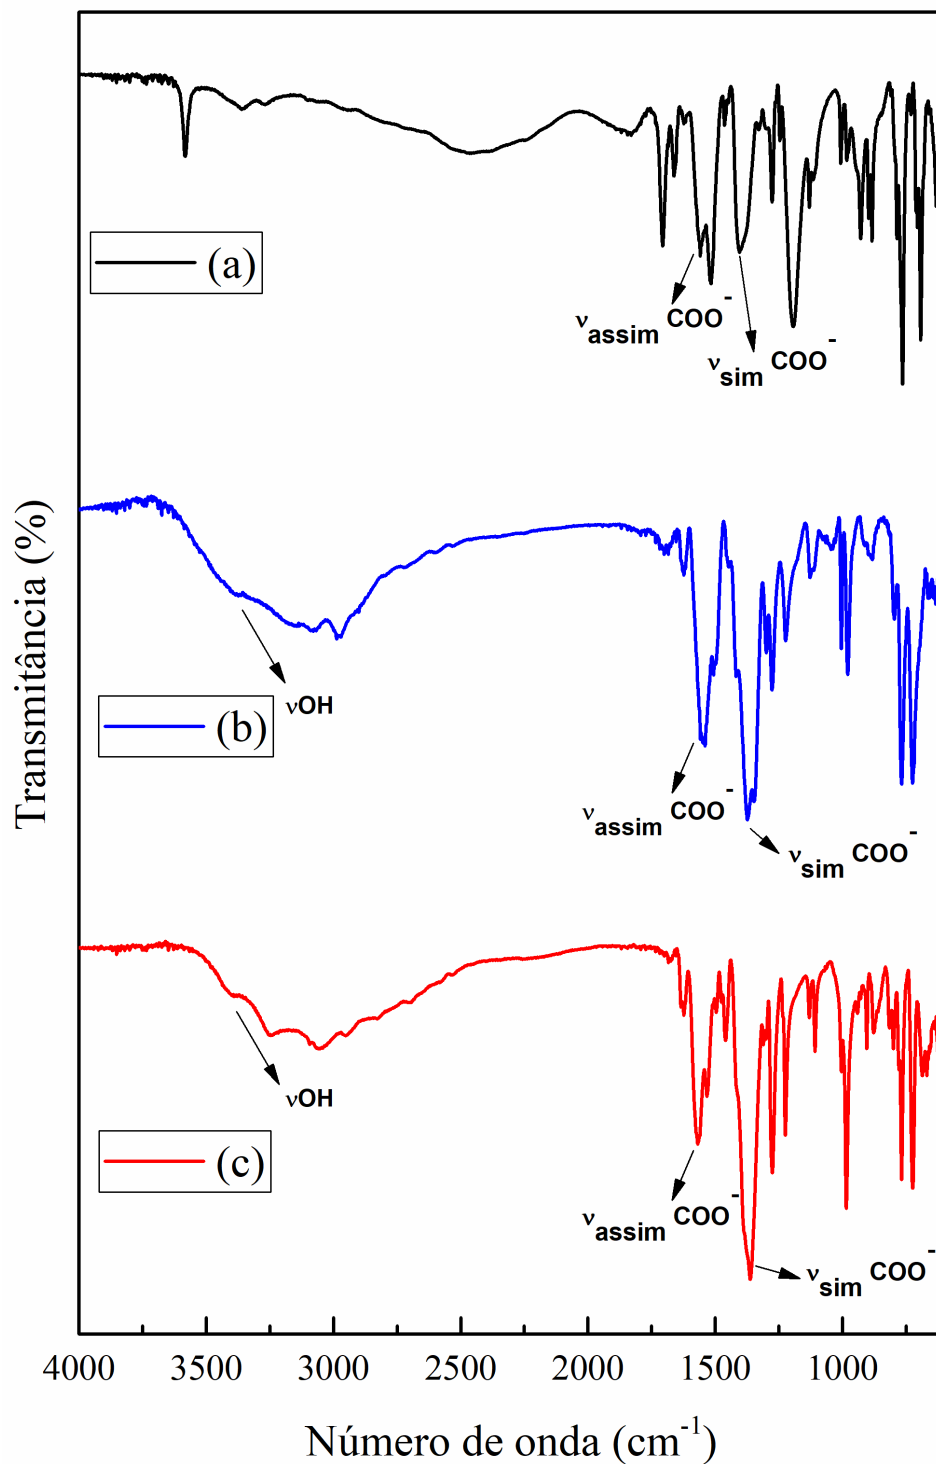 (a)
ν assim COO-
ν sim COO-
Transmitância (%)
νOH
(b)
ν assim COO-
ν sim COO-
νOH
(c)
ν assim COO-
ν sim COO-
4000 3500 3000 2500 2000 1500 1000
Número de onda (cm-1)